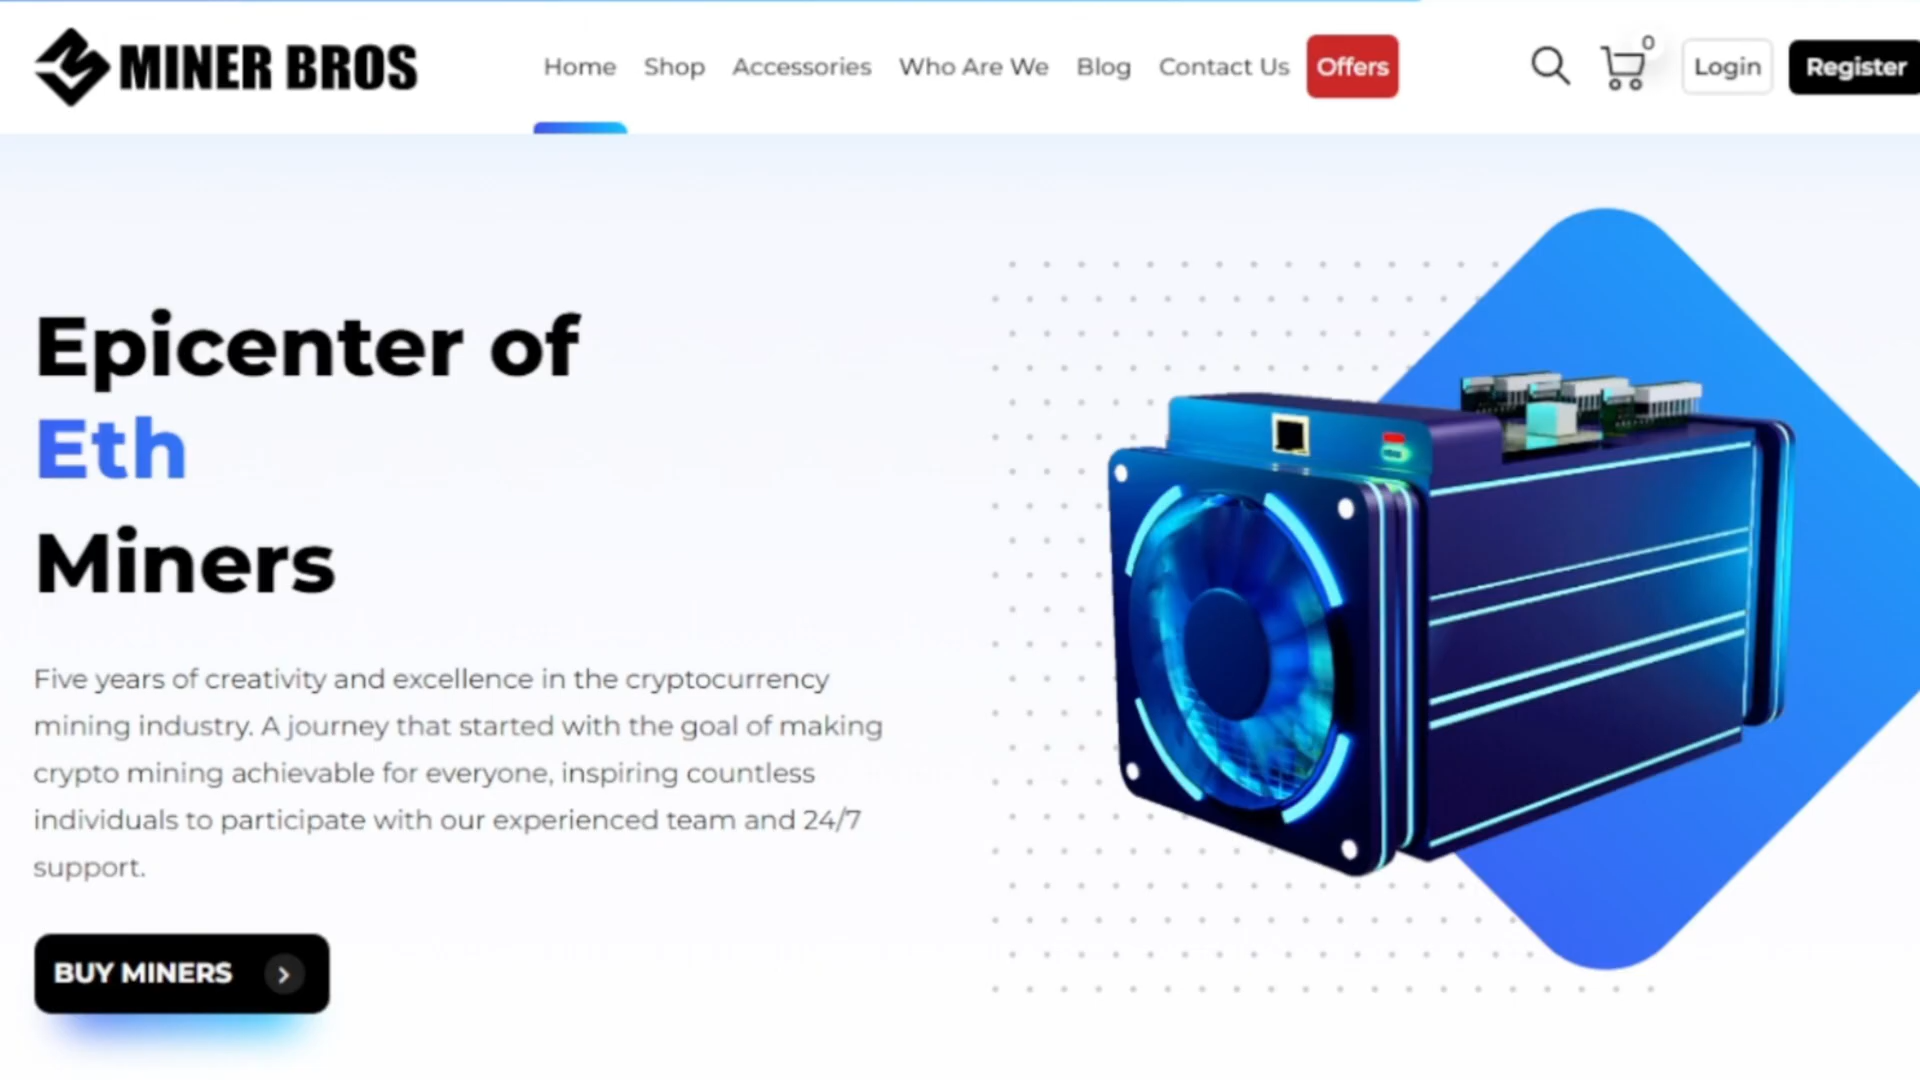 MINER BROS
Home Shop Accessories Who Are We Blog Contact Us Offers
0
Login Register
Epicenter of
Eth
Miners
Five years of creativity and excellence in the cryptocurrency
mining industry. A journey that started with the goal of making
crypto mining achievable for everyone, inspiring countless
individuals to participate with our experienced team and 24/7
support.
BUY MINERS